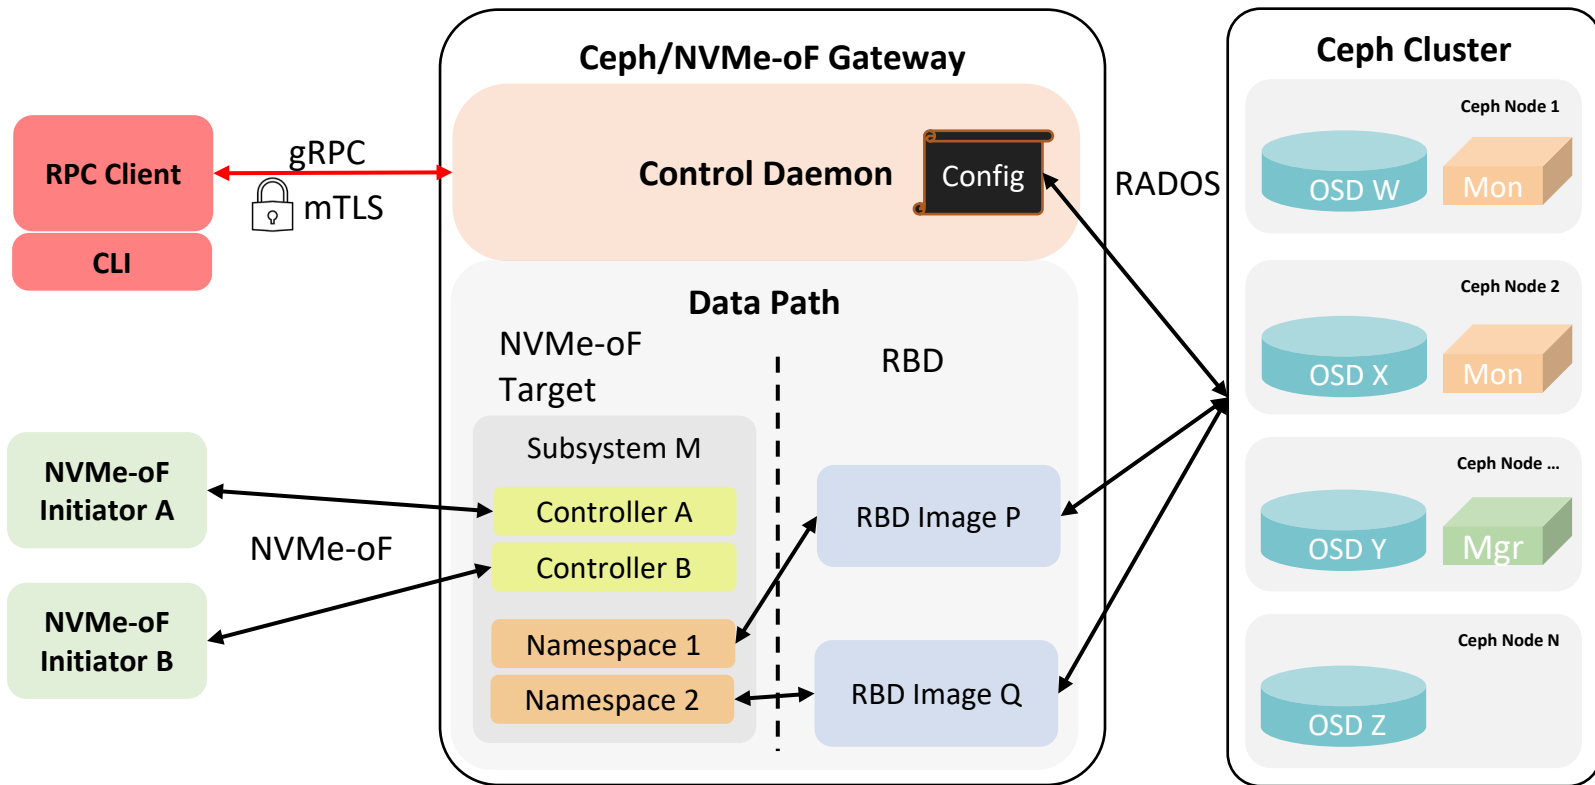 Ceph/NVMe-oF Gateway
Ceph Cluster
RPC Client
CLI
gRPC
mTLS
Control Daemon
Config
RADOS
Data Path
NVMe-oF
Target
RBD
Subsystem M
Controller A
Controller B
Namespace 1
Namespace 2
RBD Image P
RBD Image Q
NVMe-oF
Initiator A
NVMe-oF
NVMe-oF
Initiator B
Ceph Node 1
OSD W
Mon
Ceph Node 2
OSD X
Mon
Ceph Node ...
OSD Y
Mgr
Ceph Node N
OSD Z